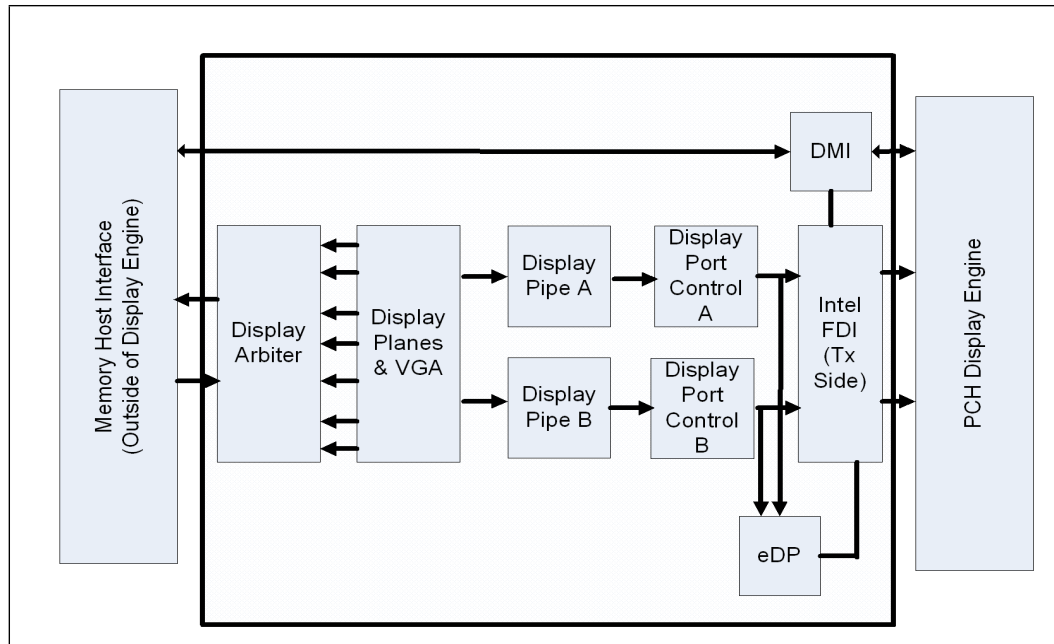 Memory Host Interface
(Outside of Display Engine)
Display
Arbiter
Display
Planes
& VGA
Display
Pipe A
Display
Port
Control
A
Display
Pipe B
Display
Port
Control
B
DMI
Intel
FDI
(Tx
Side)
eDP
PCH Display Engine